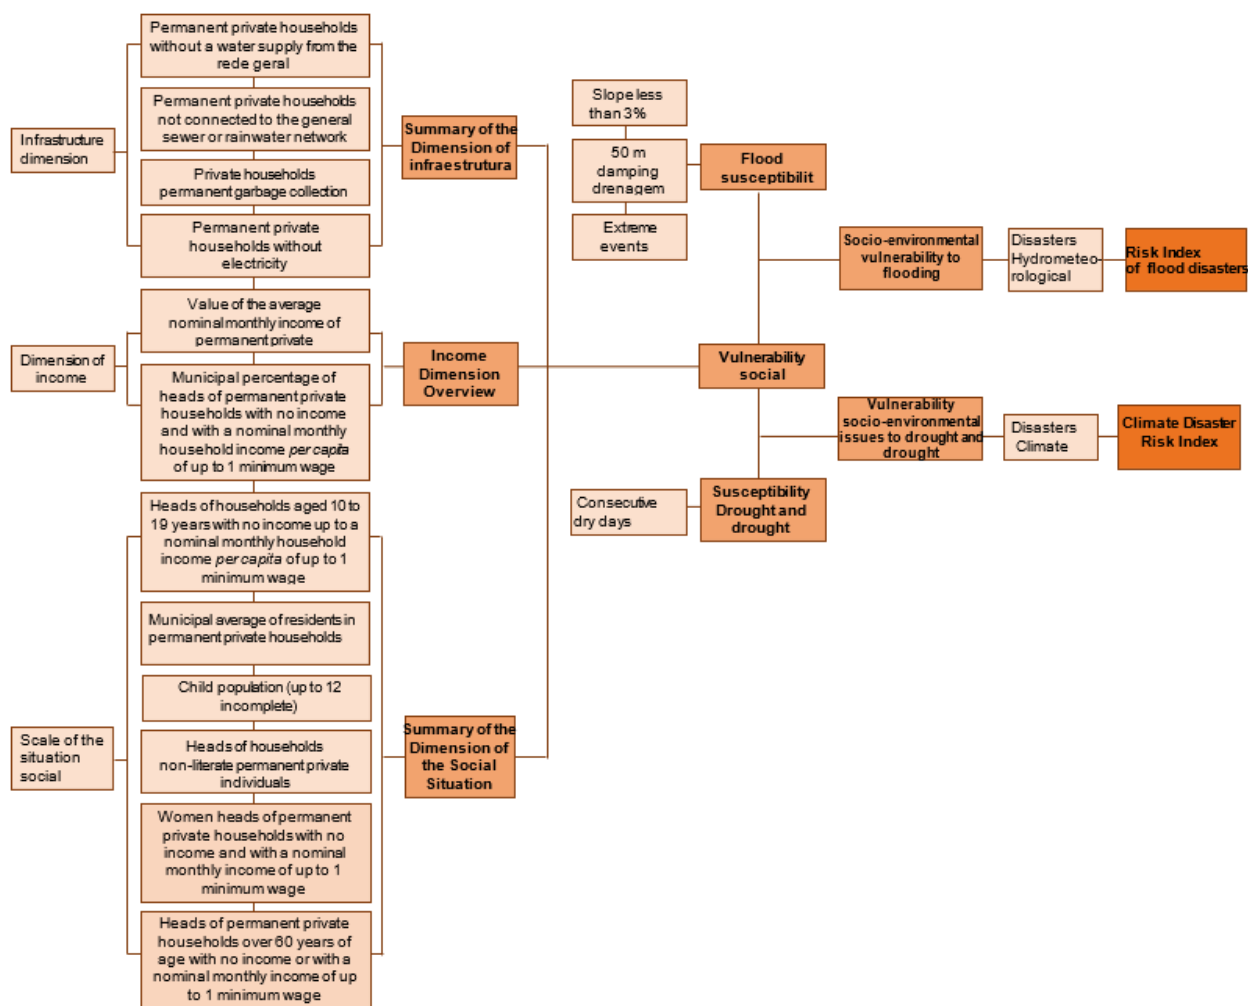 Permanent private households
without a water supply from the
rede geral
Permanent private households
not connected to the general
sewer or rainwater network
Infrastructure
dimension
Private households
permanent garbage collection
Permanent private
households without
electricity
Summary of the
Dimension of
infraestrutura
Value of the average
nominal monthly income of
permanent private
Dimension of
income
Municipal percentage of
heads of permanent private
households with no income
and with a nominal monthly
household income per capita
of up to 1 minimum wage
Income
Dimension
Overview
Heads of households aged 10 to
19 years with no income up to a
nominal monthly household
income per capita of up to 1
minimum wage
Municipal average of residents in
permanent private households
Child population (up to 12
incomplete)
Scale of the
situation
social
Heads of households
non-literate permanent private
individuals
Women heads of permanent
private households with no
income and with a nominal
monthly income of up to 1
minimum wage
Heads of permanent private
households over 60 years of
age with no income or with a
nominal monthly income of up
to 1 minimum wage
Summary of the
Dimension of
the Social
Situation
Slope less
than 3%
50 m
damping
drenagem
Extreme
events
Flood
susceptibilit
Socio-environmental
vulnerability to
flooding
Disasters
Hydrometeo
rological
Risk Index
of flood disasters
Vulnerability
social
Vulnerability
socio-environmental
issues to drought and
drought
Disasters
Climate
Climate Disaster
Risk Index
Consecutive
dry days
Susceptibility
Drought and
drought